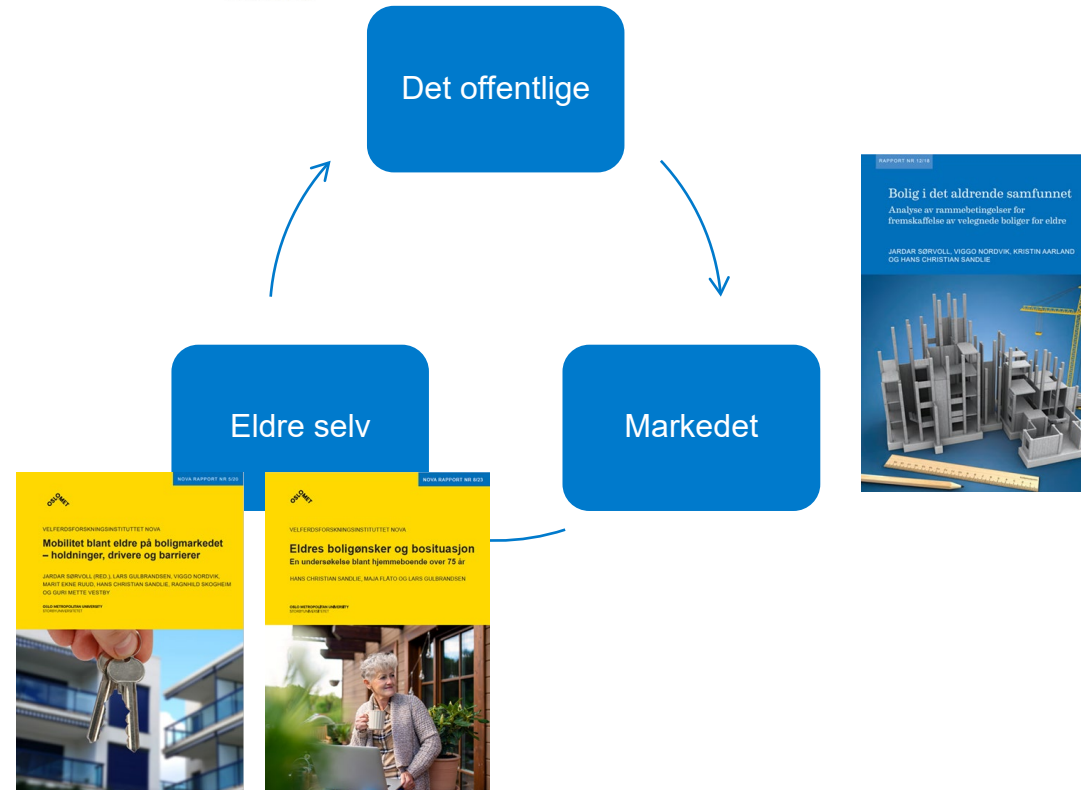 Det offentlige
RAPPORT NR 12/16
Bolig i det aldrende samfunnet
Analyse av rammebetingelser for
fremskaffelse av velegnede boliger for eldre
JARDAR SØRVOLL, VIGGO NORDVIK, KRISTIN AARLAND
OG HANS CHRISTIAN SANDLIE
Eldre selv
Markedet
NOVA RAPPORT NR 5/20
OSLOMET
VELFERDSFORSKNINGSINSTITUTTET NOVA
Mobilitet blant eldre på boligmarkedet
– holdninger, drivere og barrierer
JARDAR SØRVOLL (RED.), LARS GULBRANDSEN, VIGGO NORDVIK,
MARIT EKNE RUUD, HANS CHRISTIAN SANDLIE, RAGNHILD SKOGHEIM
OG GURI METTE VESTBY
OSLO METROPOLITAN UNIVERSITY
STORBYUNIVERSITETET
NOVA RAPPORT NR 8/23
OSLOMET
VELFERDSFORSKNINGSINSTITUTTET NOVA
Eldres boligønsker og bosituasjon
En undersøkelse blant hjemmeboende over 75 år
HANS CHRISTIAN SANDLIE, MAJA FLÅTO OG LARS GULBRANDSEN
OSLO METROPOLITAN UNIVERSITY
STORBYUNIVERSITETET